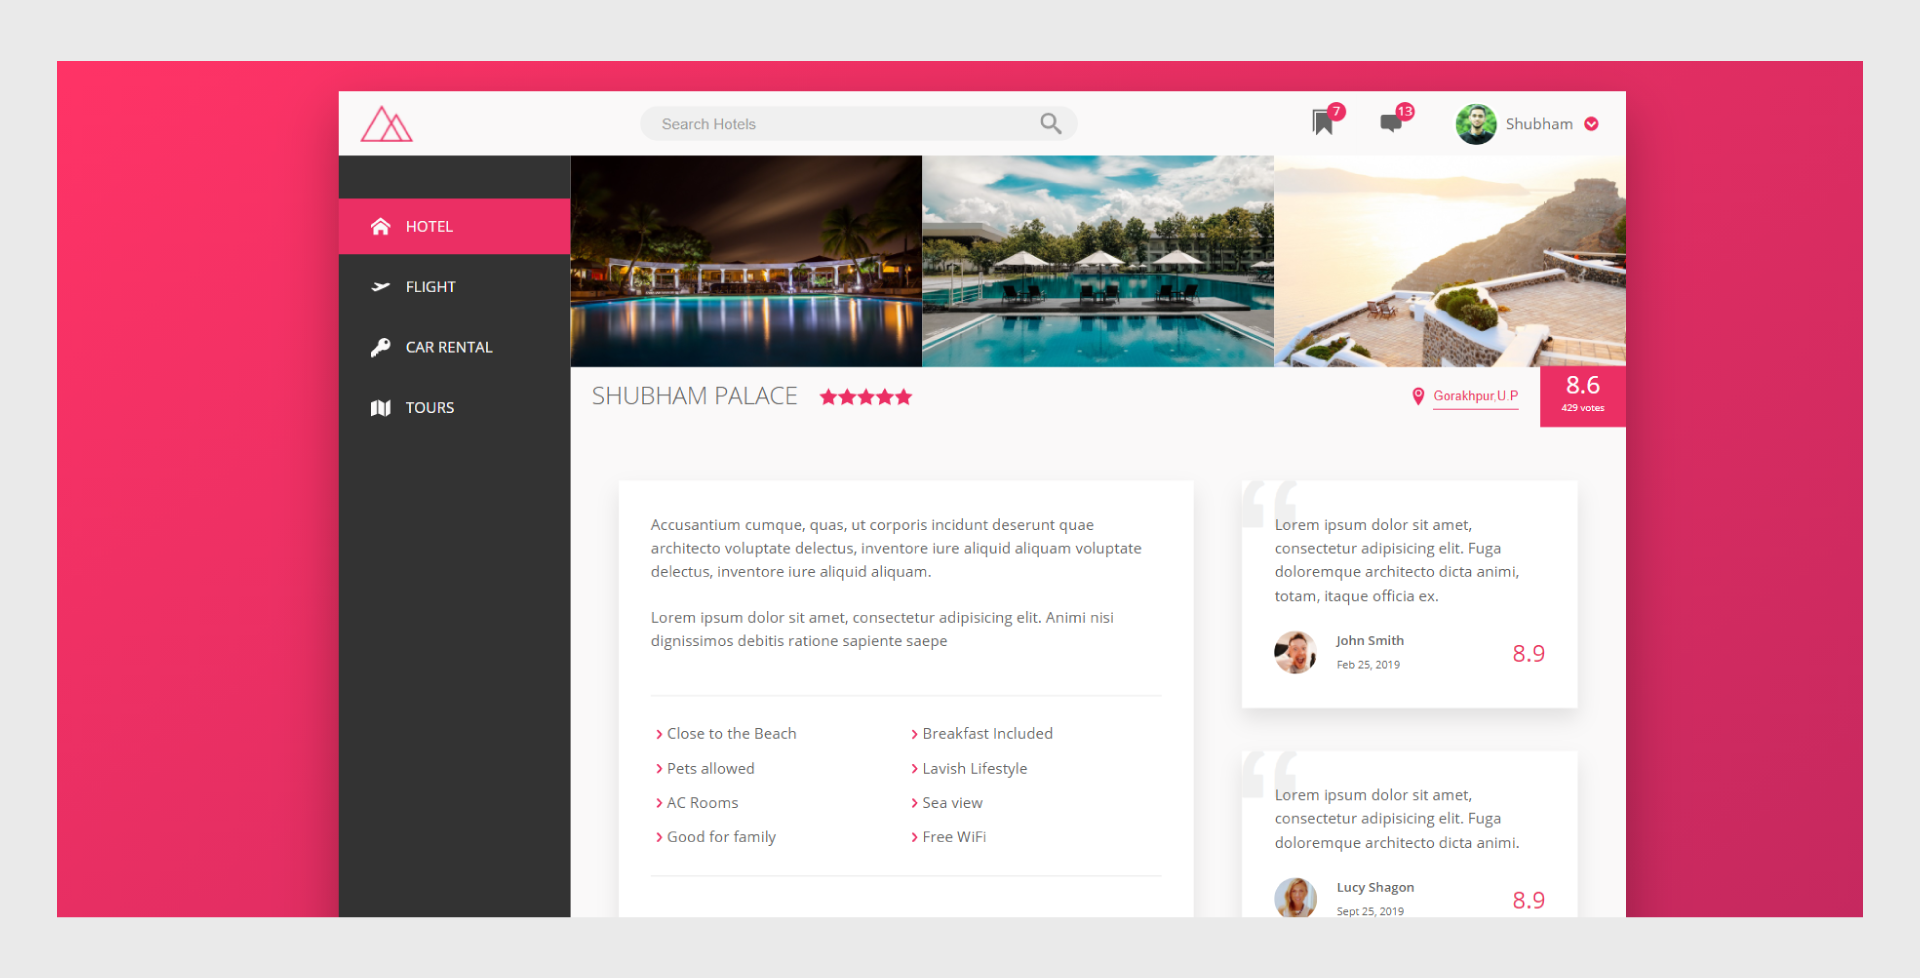 Search Hotels
7
13
Shubham
HOTEL
FLIGHT
CAR RENTAL
TOURS
SHUBHAM PALACE
Gorakhpur,U.P
8.6
429 votes
Accusantium cumque, quas, ut corporis incidunt deserunt quae
architecto voluptate delectus, inventore iure aliquid aliquam voluptate
delectus, inventore iure aliquid aliquam.
Lorem ipsum dolor sit amet, consectetur adipisicing elit. Animi nisi
dignissimos debitis ratione sapiente saepe
Close to the Beach
Breakfast Included
Pets allowed
Lavish Lifestyle
AC Rooms
Sea view
Good for family
Free WiFi
“
Lorem ipsum dolor sit amet,
consectetur adipisicing elit. Fuga
doloremque architecto dicta animi,
totam, itaque officia ex.
John Smith
Feb 25, 2019
8.9
“
Lorem ipsum dolor sit amet,
consectetur adipisicing elit. Fuga
doloremque architecto dicta animi.
Lucy Shagon
Sept 25, 2019
8.9